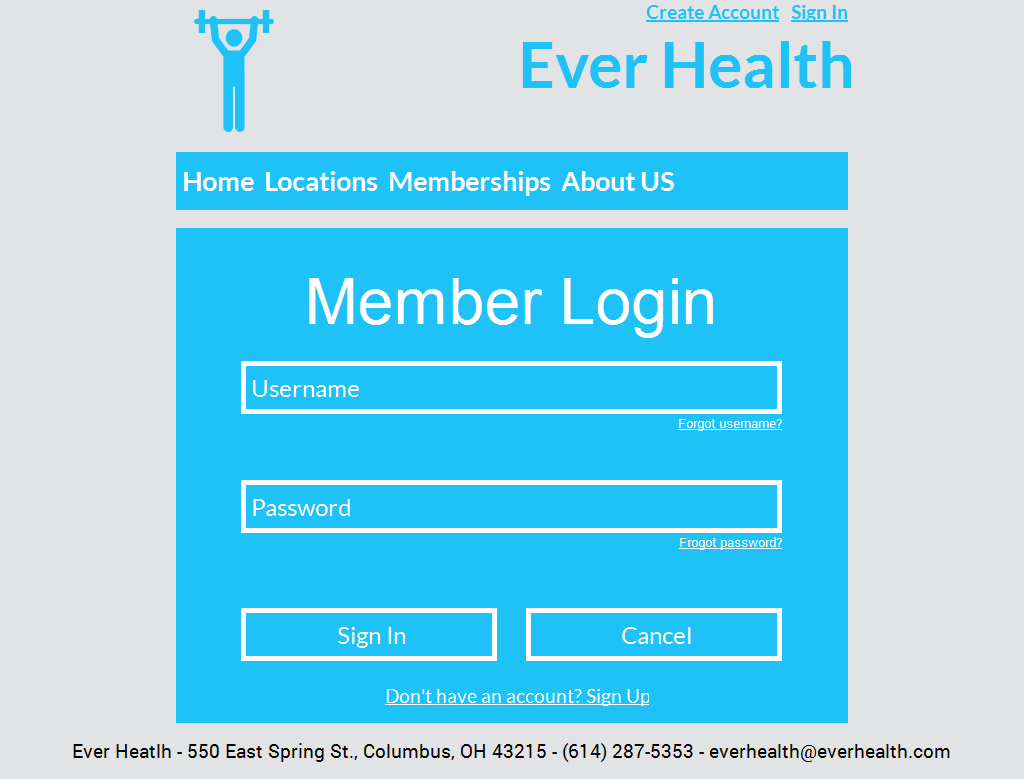 Create Account Sign In
Ever Health
Home Locations Memberships About US
Member Login
Username
Forgot username?
Password
Frogot password?
Sign In Cancel
Don't have an account? Sign Up
Ever Heatlh - 550 East Spring St., Columbus, OH 43215 - (614) 287-5353 - everhealth@everhealth.com